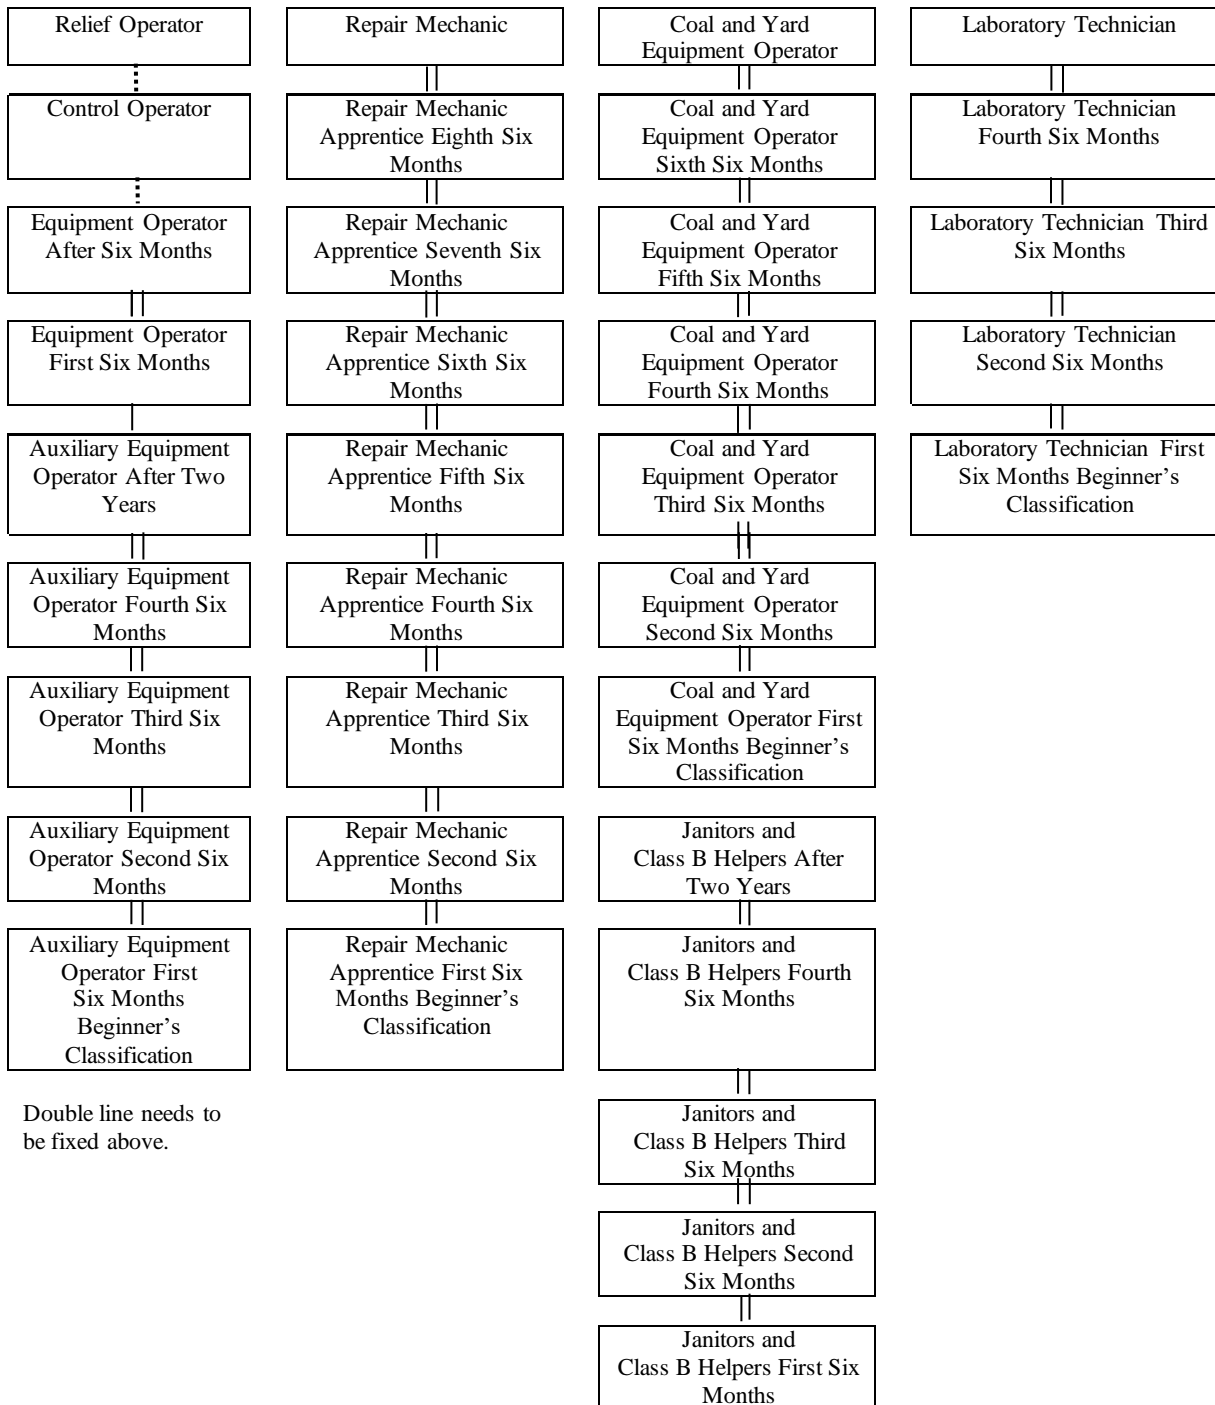 Relief Operator
Control Operator
Equipment Operator
After Six Months
Equipment Operator
First Six Months
Auxiliary Equipment
Operator After Two
Years
Auxiliary Equipment
Operator Fourth Six
Months
Auxiliary Equipment
Operator Third Six
Months
Auxiliary Equipment
Operator Second Six
Months
Auxiliary Equipment
Operator First
Six Months
Beginner’s
Classification
Double line needs to
be fixed above.
Repair Mechanic
Repair Mechanic
Apprentice Eighth Six
Months
Repair Mechanic
Apprentice Seventh Six
Months
Repair Mechanic
Apprentice Sixth Six
Months
Repair Mechanic
Apprentice Fifth Six
Months
Repair Mechanic
Apprentice Fourth Six
Months
Repair Mechanic
Apprentice Third Six
Months
Repair Mechanic
Apprentice Second Six
Months
Repair Mechanic
Apprentice First Six
Months Beginner’s
Classification
Coal and Yard
Equipment Operator
Coal and Yard
Equipment Operator
Sixth Six Months
Coal and Yard
Equipment Operator
Fifth Six Months
Coal and Yard
Equipment Operator
Fourth Six Months
Coal and Yard
Equipment Operator
Third Six Months
Coal and Yard
Equipment Operator
Second Six Months
Coal and Yard
Equipment Operator First
Six Months Beginner’s
Classification
Janitors and
Class B Helpers After
Two Years
Janitors and
Class B Helpers Fourth
Six Months
Janitors and
Class B Helpers Third
Six Months
Janitors and
Class B Helpers Second
Six Months
Janitors and
Class B Helpers First Six
Months
Laboratory Technician
Laboratory Technician
Fourth Six Months
Laboratory Technician Third
Six Months
Laboratory Technician
Second Six Months
Laboratory Technician First
Six Months Beginner’s
Classification